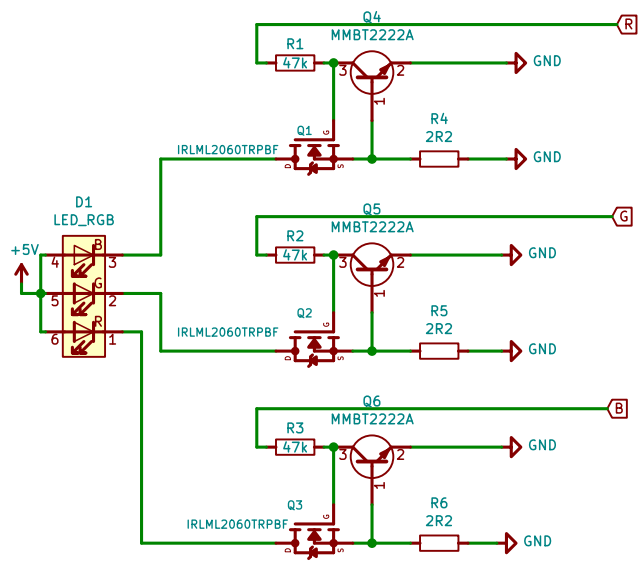 Q4
MMBT2222A
R
R1
47k
3
2
GND
1
Q1
G
R4
2R2
IRLML2060TRPBF
D
S
GND
D1
LED_RGB
Q5
MMBT2222A
G
+5V
B
4
3
R2
47k
3
2
GND
G
5
2
1
Q2
G
R5
2R2
R
6
1
IRLML2060TRPBF
D
S
GND
Q6
MMBT2222A
B
R3
47k
3
2
GND
1
Q3
G
R6
2R2
IRLML2060TRPBF
D
S
GND